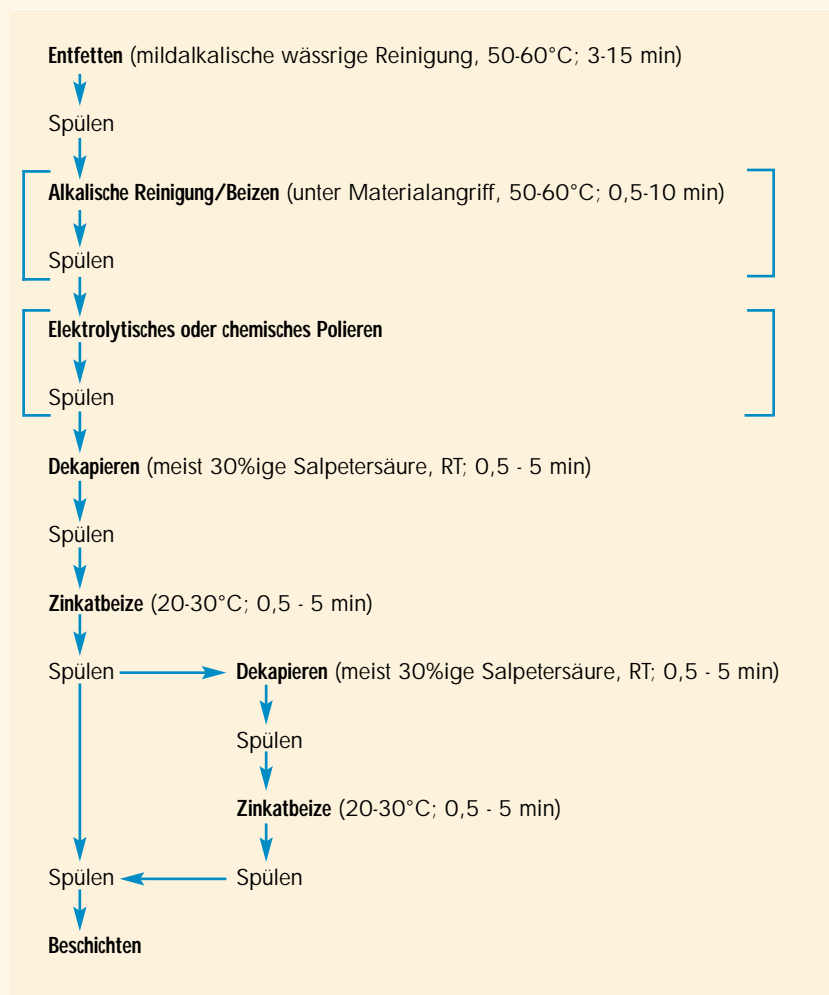 Entfetten (mildalkalische wässrige Reinigung, 50-60°C; 3-15 min)
Spülen
Alkalische Reinigung/Beizen (unter Materialangriff, 50-60°C; 0,5-10 min)
Spülen
Elektrolytisches oder chemisches Polieren
Spülen
Dekapieren (meist 30%ige Salpetersäure, RT; 0,5 - 5 min)
Spülen
Zinkatbeize (20-30°C; 0,5 - 5 min)
Spülen
Dekapieren (meist 30%ige Salpetersäure, RT; 0,5 - 5 min)
Spülen
Zinkatbeize (20-30°C; 0,5 - 5 min)
Spülen
Spülen
Beschichten